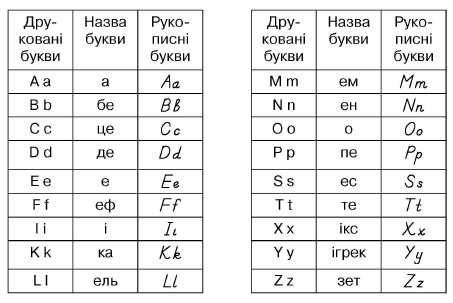 Дру-
ковані
букви
Назва
букви
Руко-
писні
букви
A a а Aa
B b бе Bb
C c це Cc
D d де Dd
E e е Ee
F f еф Ff
I i і Ii
K k ка Kk
L l ель Ll
Дру-
ковані
букви
Назва
букви
Руко-
писні
букви
M m ем Mm
N n ен Nn
O o о Oo
P p пе Pp
S s ес Ss
T t те Tt
X x ікс Xx
Y y ігрек Yy
Z z зет Zz